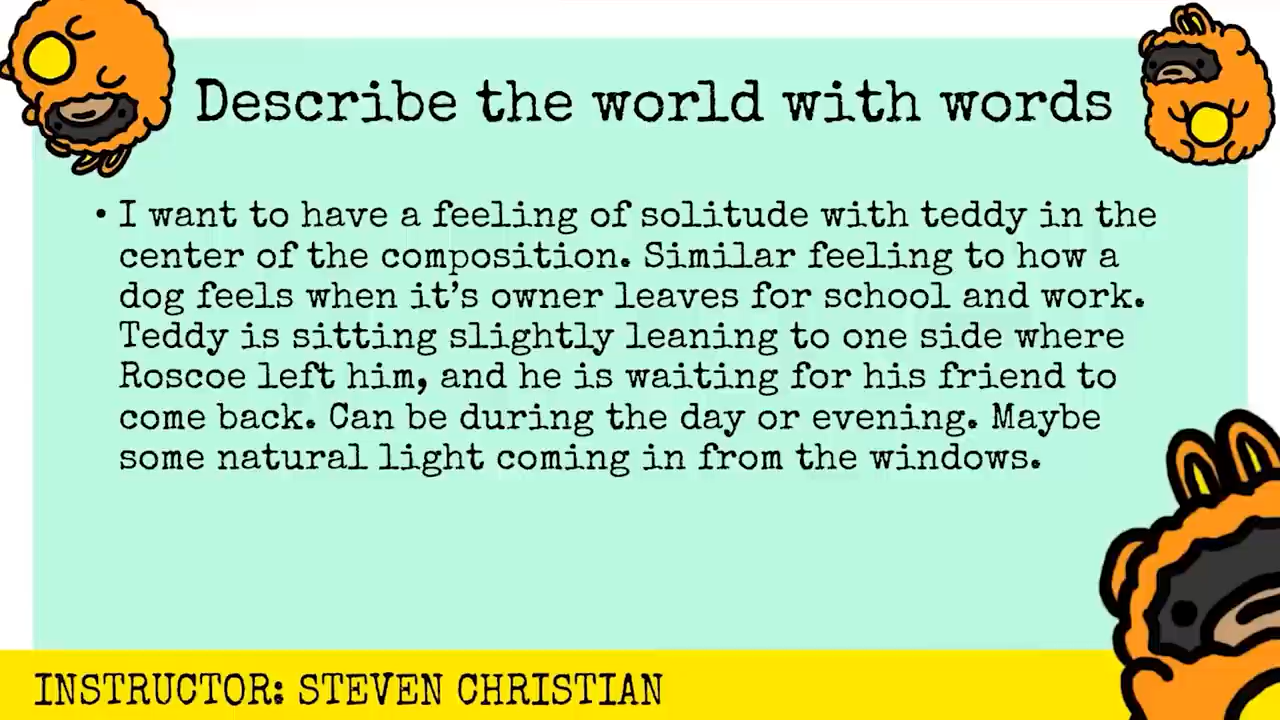 Describe the world with words
• I want to have a feeling of solitude with teddy in the
center of the composition. Similar feeling to how a
dog feels when it's owner leaves for school and work.
Teddy is sitting slightly leaning to one side where
Roscoe left him, and he is waiting for his friend to
come back. Can be during the day or evening. Maybe
some natural light coming in from the windows.
INSTRUCTOR: STEVEN CHRISTIAN